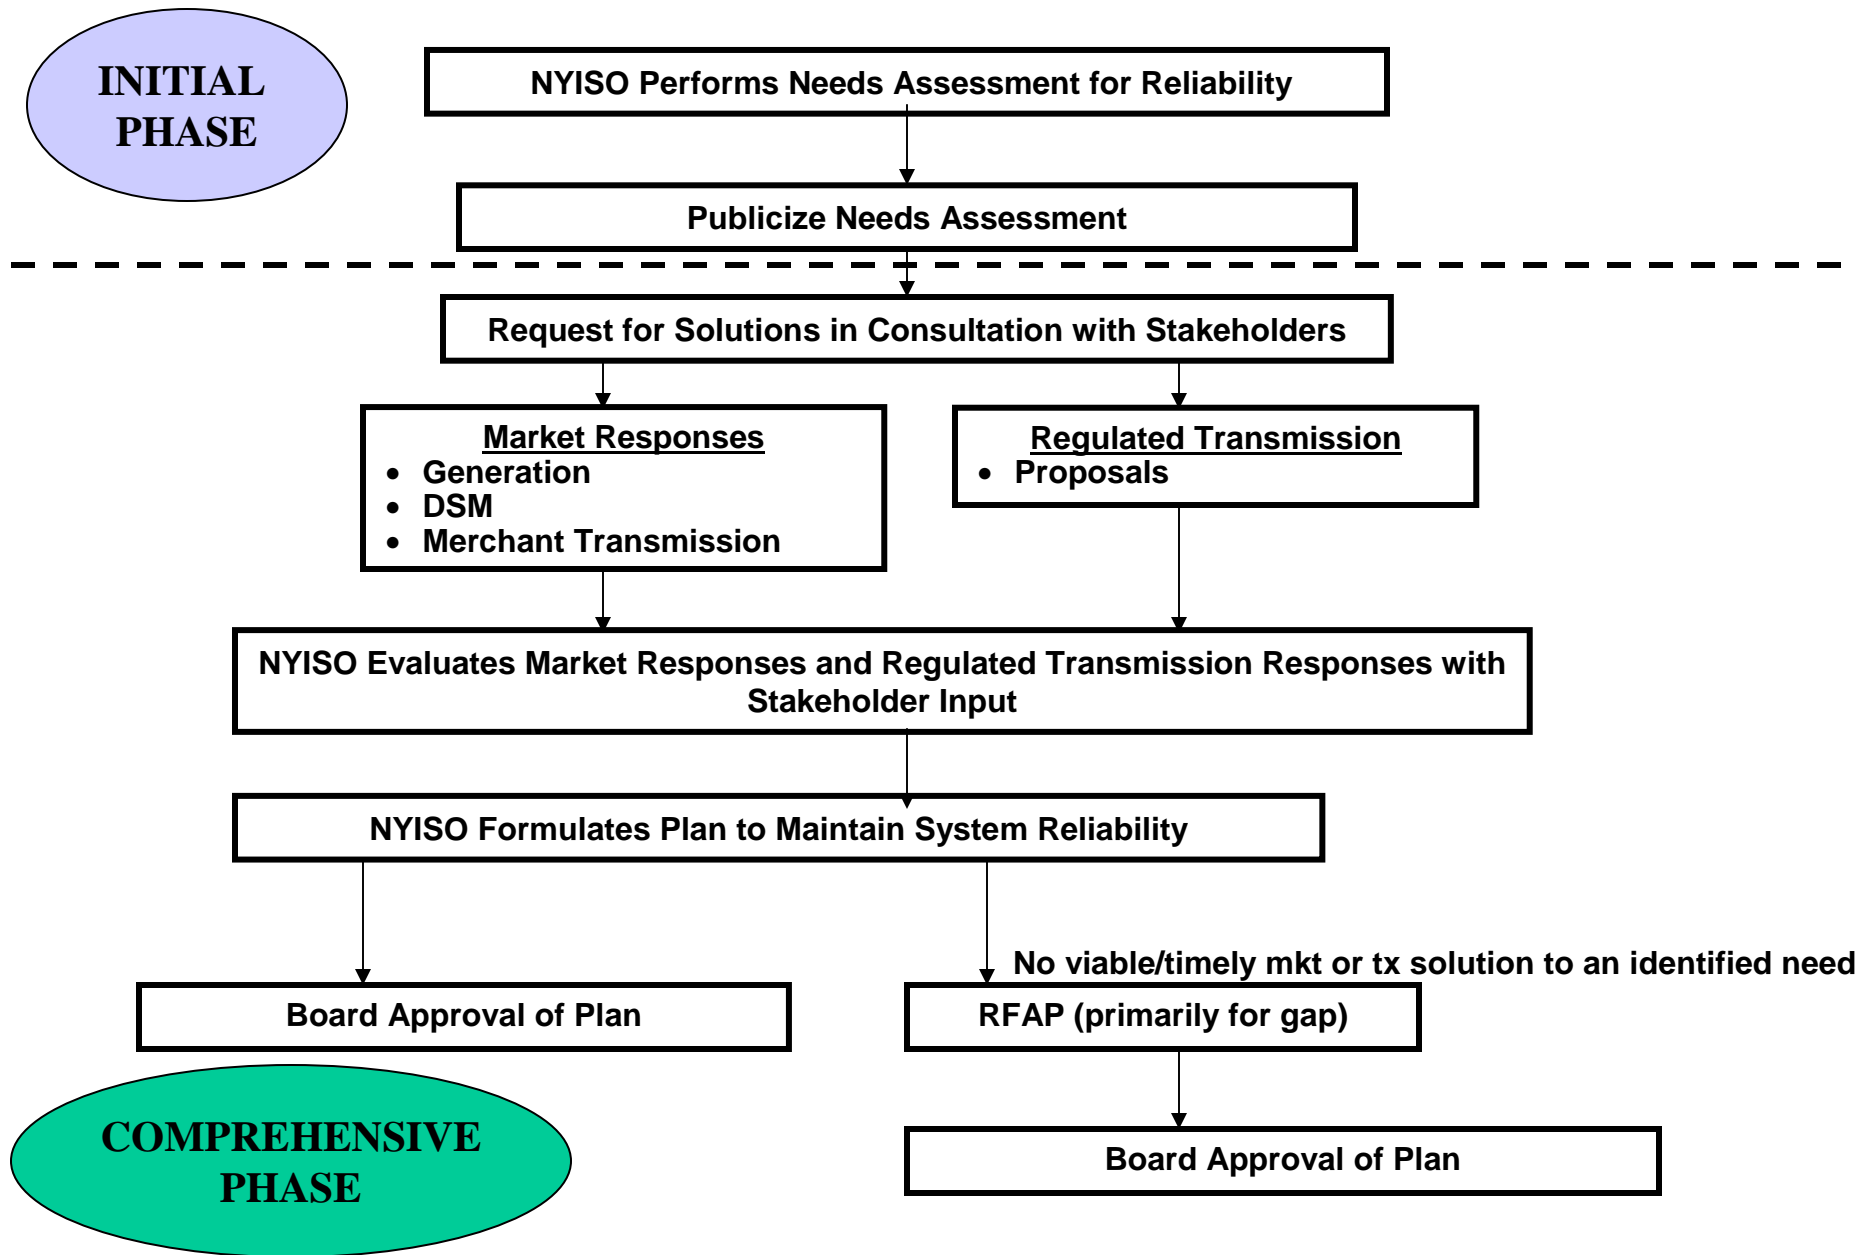 INITIAL
PHASE
NYISO Performs Needs Assessment for Reliability
Publicize Needs Assessment
Request for Solutions in Consultation with Stakeholders
Market Responses
• Generation
• DSM
• Merchant Transmission
Regulated Transmission
• Proposals
NYISO Evaluates Market Responses and Regulated Transmission Responses with
Stakeholder Input
NYISO Formulates Plan to Maintain System Reliability
No viable/timely mkt or tx solution to an identified need
Board Approval of Plan
RFAP (primarily for gap)
COMPREHENSIVE
PHASE
Board Approval of Plan